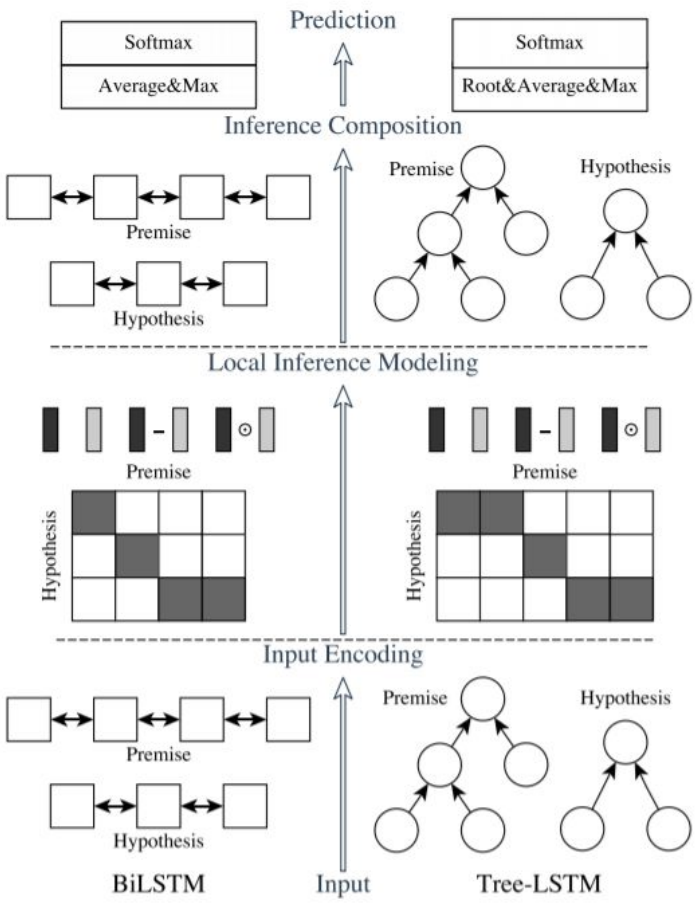 Prediction
Softmax
Average&Max
Softmax
Root&Average&Max
Inference Composition
Premise
Hypothesis
Premise
Hypothesis
Local Inference Modeling
Premise
Hypothesis
Premise
Hypothesis
Input Encoding
Premise
Hypothesis
Premise
Hypothesis
BiLSTM
Input
Tree-LSTM